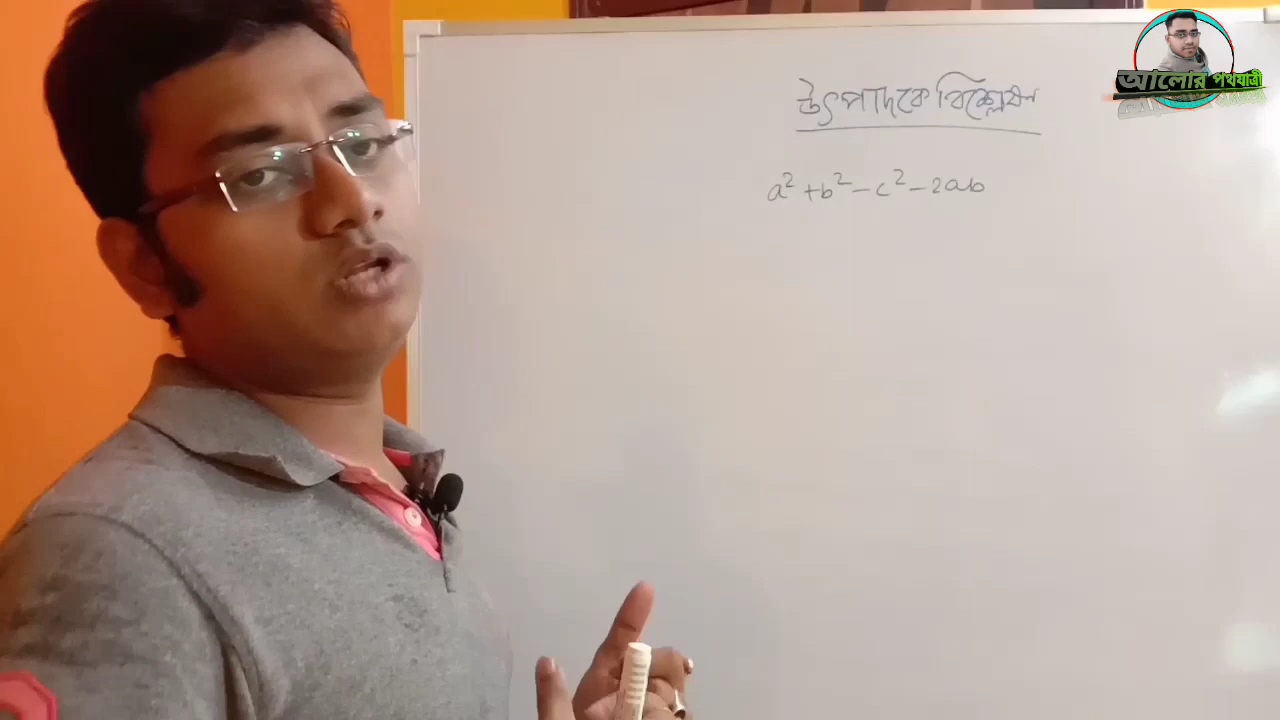 আলোর পথযাত্রী
উৎপাদকে বিশ্লেষণ
a² + b² - c² - 2ab